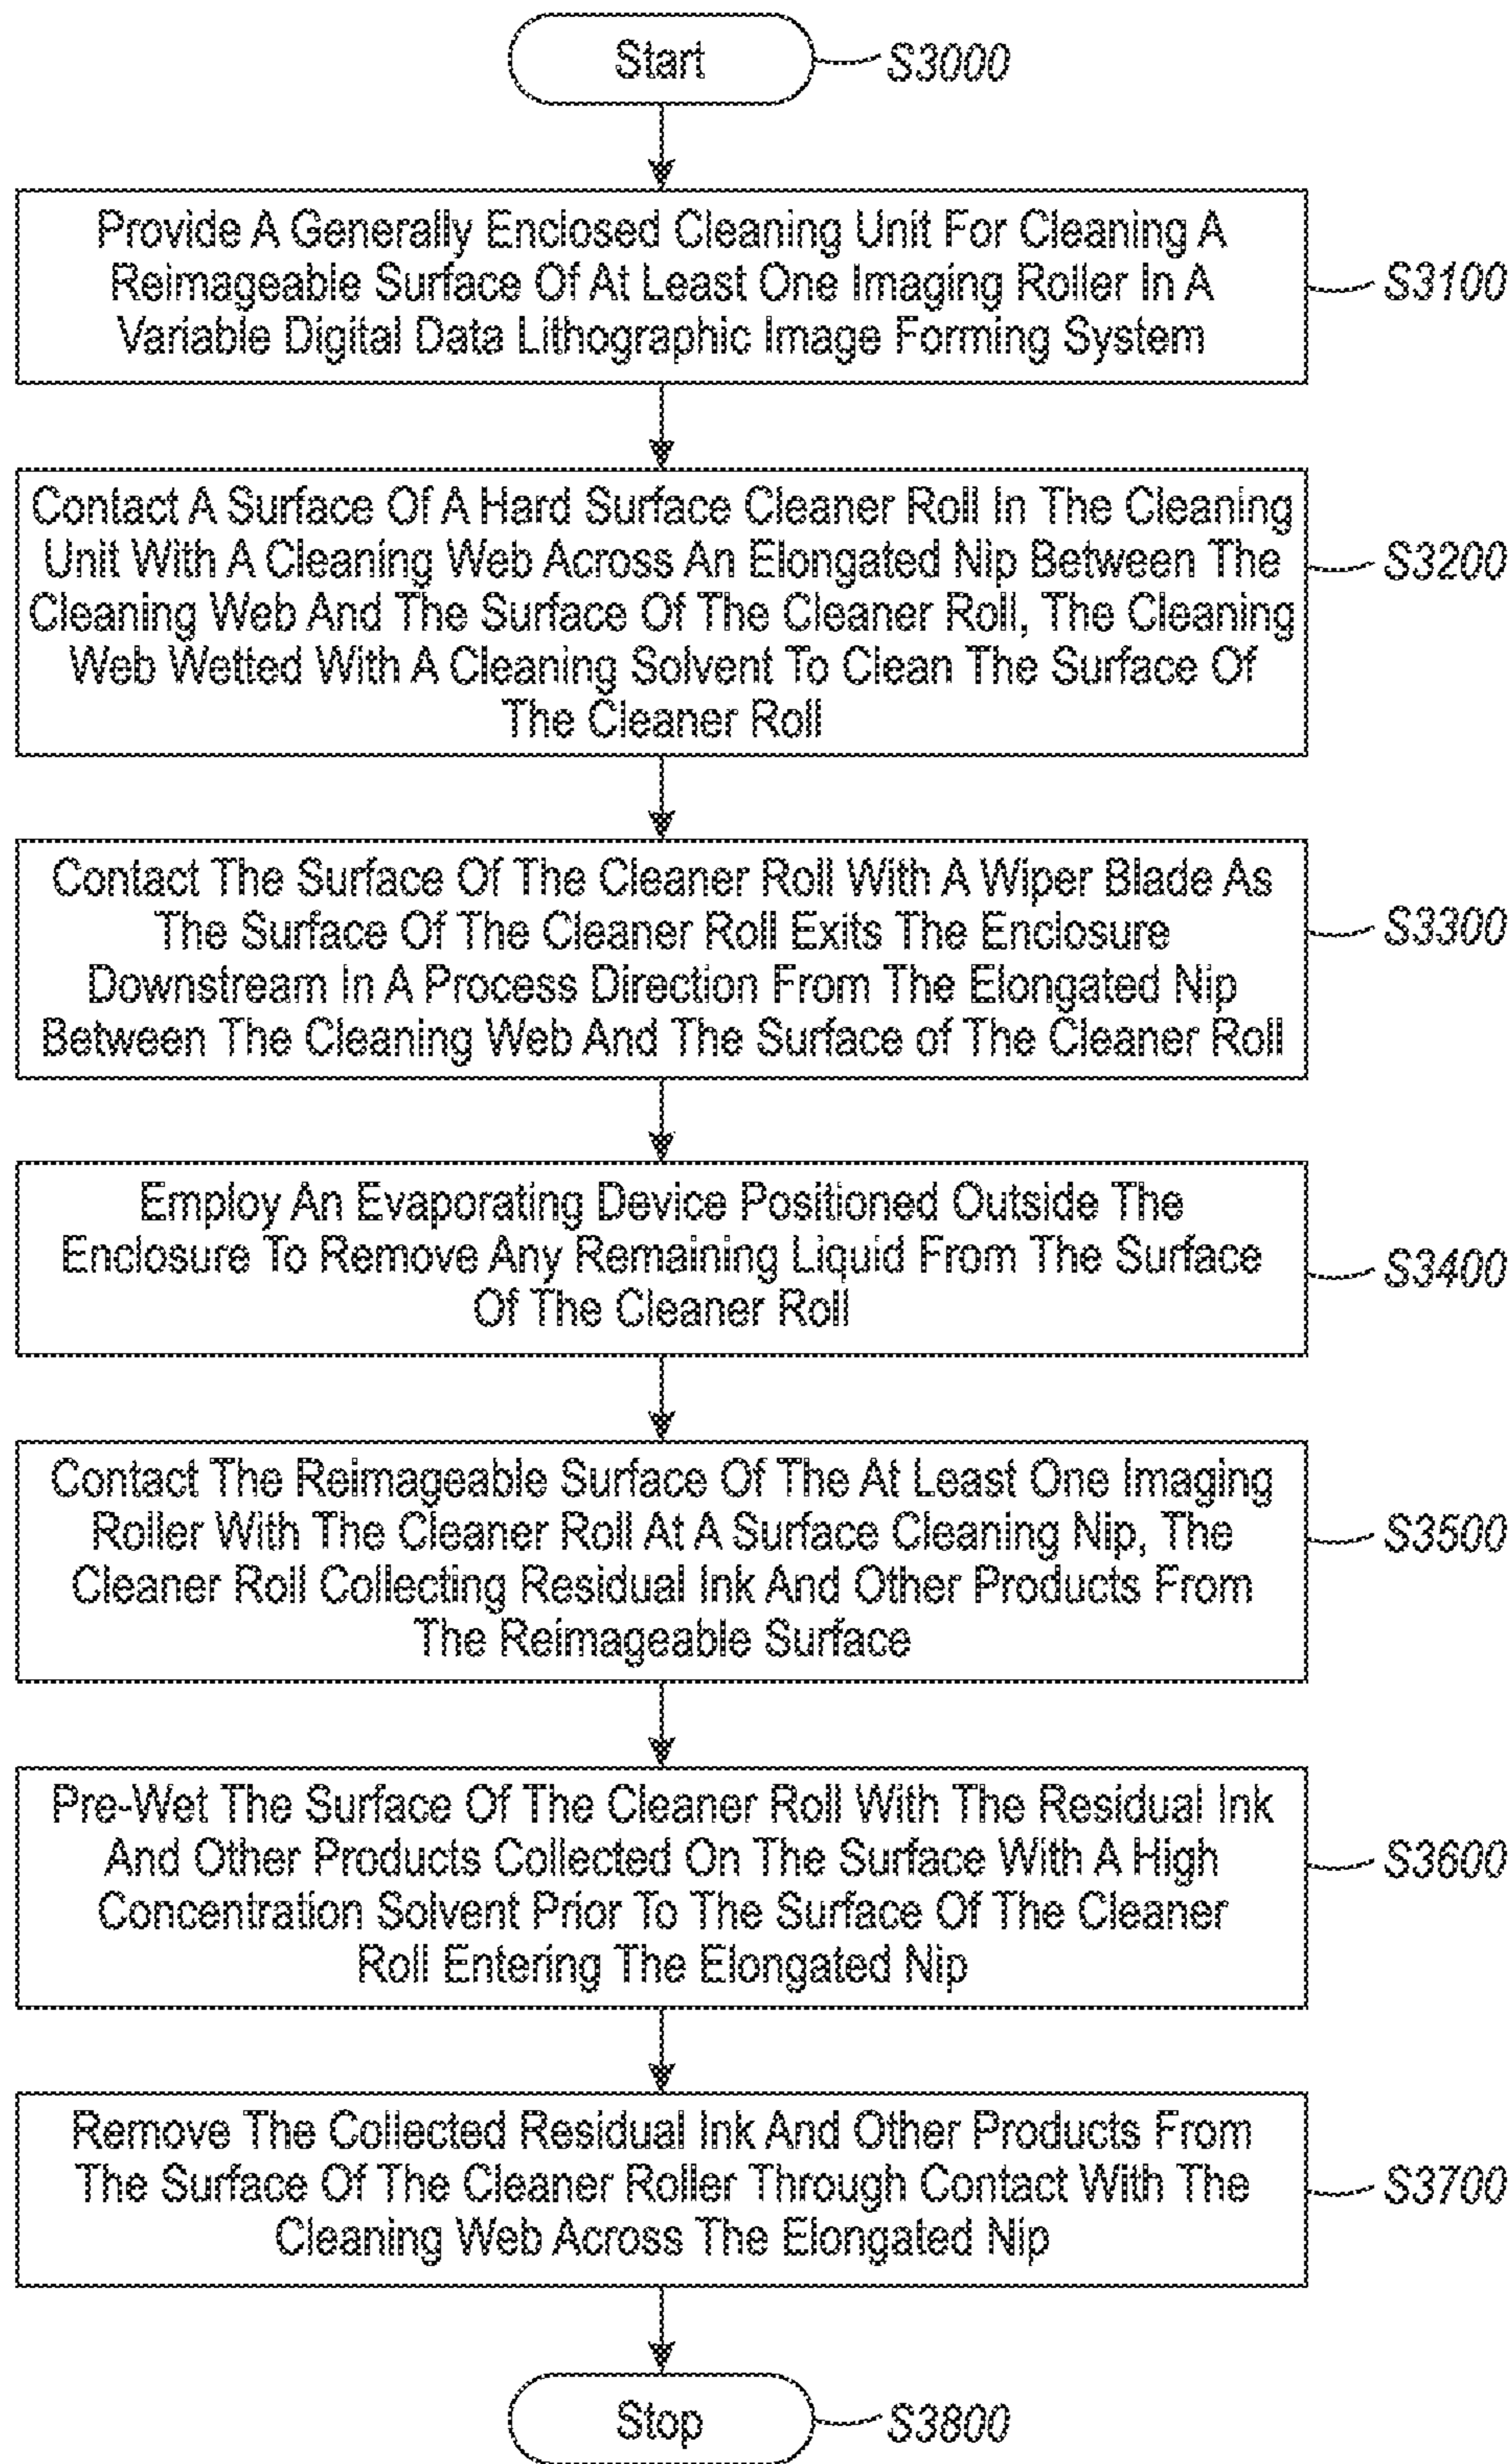 Start
S3000
Provide A Generally Enclosed Cleaning Unit For Cleaning A
Reimageable Surface Of At Least One Imaging Roller In A
Variable Digital Data Lithographic Image Forming System
S3100
Contact A Surface Of A Hard Surface Cleaner Roll In The Cleaning
Unit With A Cleaning Web Across An Elongated Nip Between The
Cleaning Web And The Surface Of The Cleaner Roll, The Cleaning
Web Wetted With A Cleaning Solvent To Clean The Surface Of
The Cleaner Roll
S3200
Contact The Surface Of The Cleaner Roll With A Wiper Blade As
The Surface Of The Cleaner Roll Exits The Enclosure
Downstream In A Process Direction From The Elongated Nip
Between The Cleaning Web And The Surface of The Cleaner Roll
S3300
Employ An Evaporating Device Positioned Outside The
Enclosure To Remove Any Remaining Liquid From The Surface
Of The Cleaner Roll
S3400
Contact The Reimageable Surface Of The At Least One Imaging
Roller With The Cleaner Roll At A Surface Cleaning Nip, The
Cleaner Roll Collecting Residual Ink And Other Products From
The Reimageable Surface
S3500
Pre-Wet The Surface Of The Cleaner Roll With The Residual Ink
And Other Products Collected On The Surface With A High
Concentration Solvent Prior To The Surface Of The Cleaner
Roll Entering The Elongated Nip
S3600
Remove The Collected Residual Ink And Other Products From
The Surface Of The Cleaner Roller Through Contact With The
Cleaning Web Across The Elongated Nip
S3700
Stop
S3800